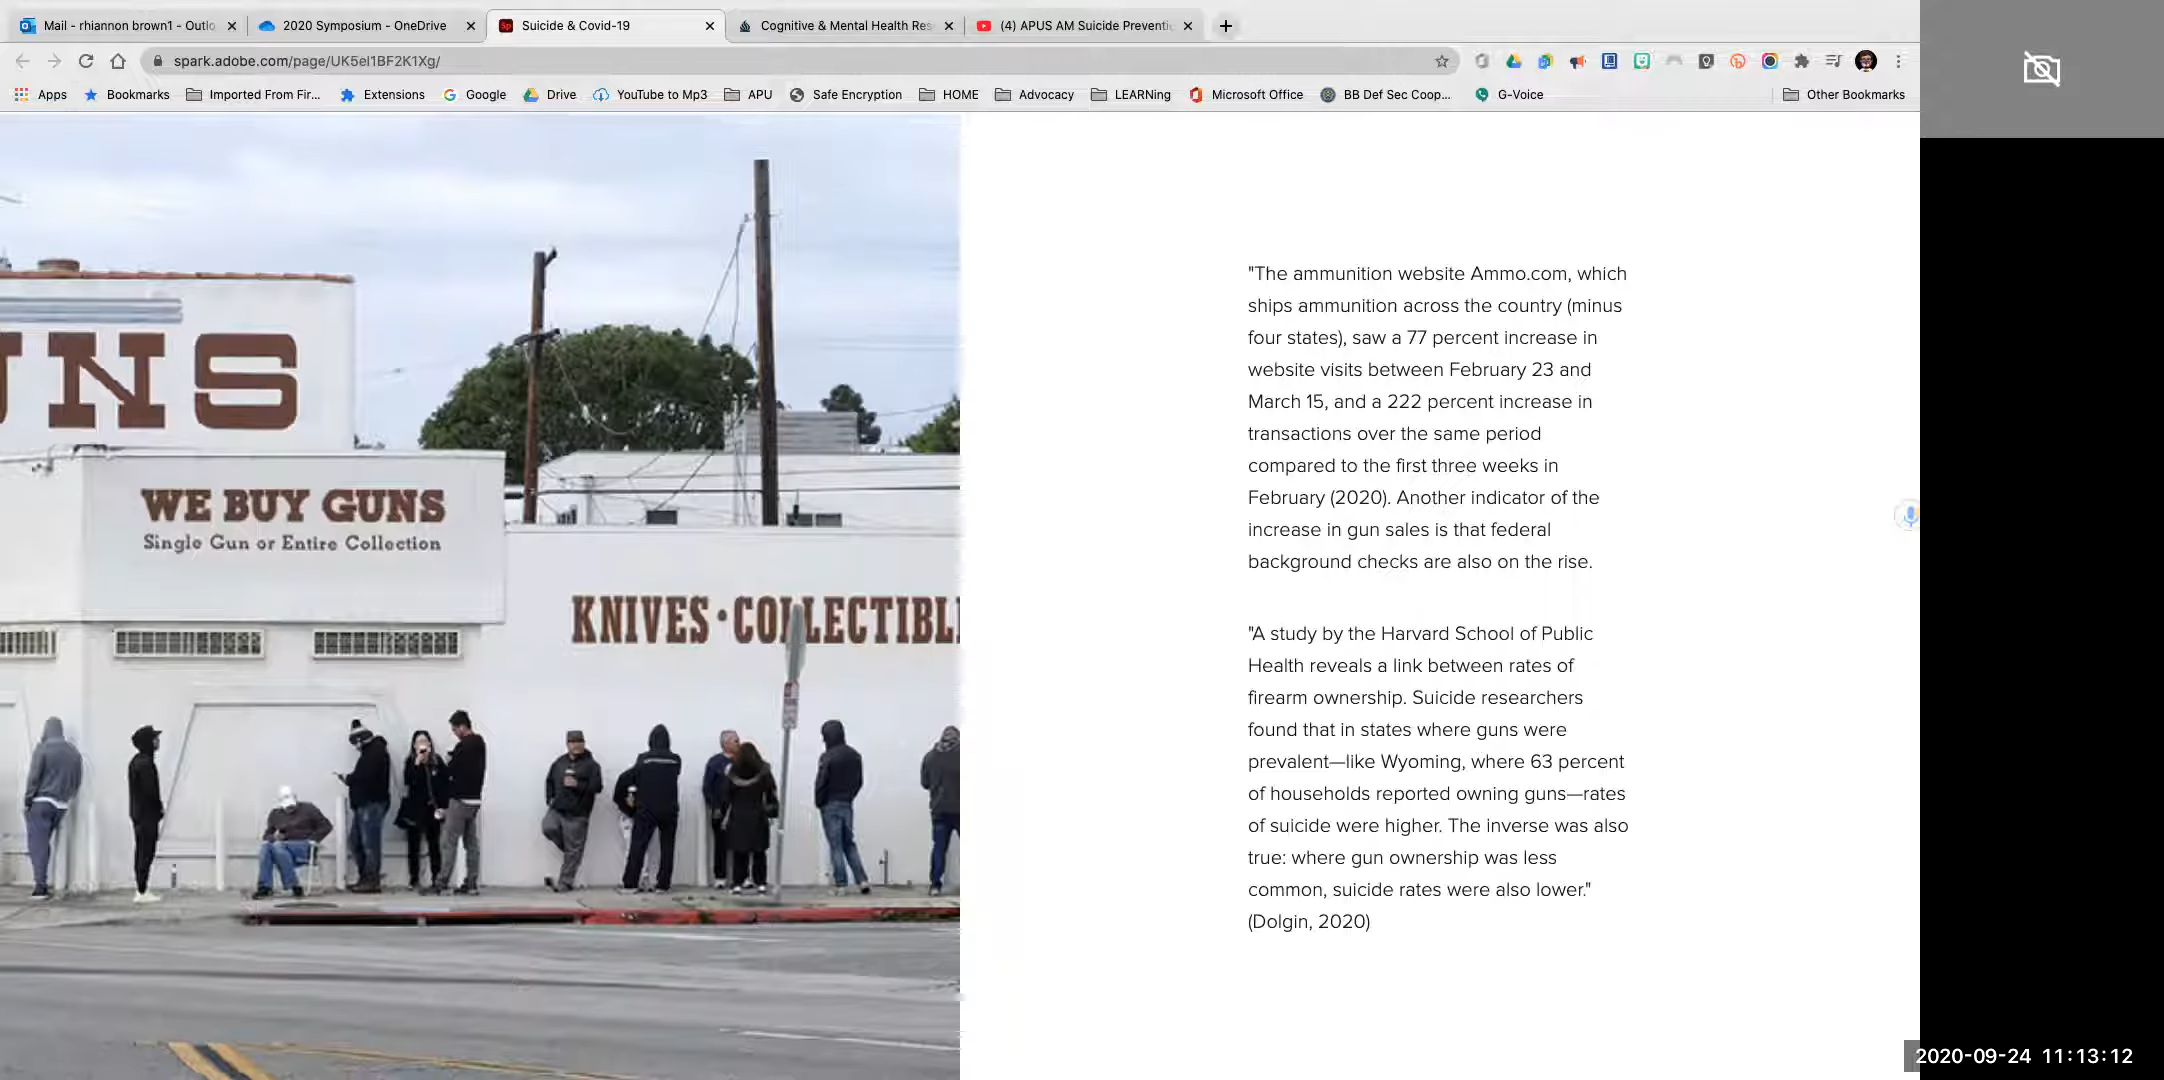 Mail - rhiannon brown1 - Outlo
2020 Symposium - OneDrive
Suicide & Covid-19
Cognitive & Mental Health Res
(4) APUS AM Suicide Preventi
spark.adobe.com/page/UK5eI1BF2K1Xg/
Apps
Bookmarks
Imported From Fir...
Extensions
Google
Drive
YouTube to Mp3
APU
Safe Encryption
HOME
Advocacy
LEARNing
Microsoft Office
BB Def Sec Coop...
G-Voice
Other Bookmarks
UNS
WE BUY GUNS
Single Gun or Entire Collection
KNIVES · COLLECTIBL
"The ammunition website Ammo.com, which
ships ammunition across the country (minus
four states), saw a 77 percent increase in
website visits between February 23 and
March 15, and a 222 percent increase in
transactions over the same period
compared to the first three weeks in
February (2020). Another indicator of the
increase in gun sales is that federal
background checks are also on the rise.
"A study by the Harvard School of Public
Health reveals a link between rates of
firearm ownership. Suicide researchers
found that in states where guns were
prevalent—like Wyoming, where 63 percent
of households reported owning guns—rates
of suicide were higher. The inverse was also
true: where gun ownership was less
common, suicide rates were also lower."
(Dolgin, 2020)
2020-09-24 11:13:12